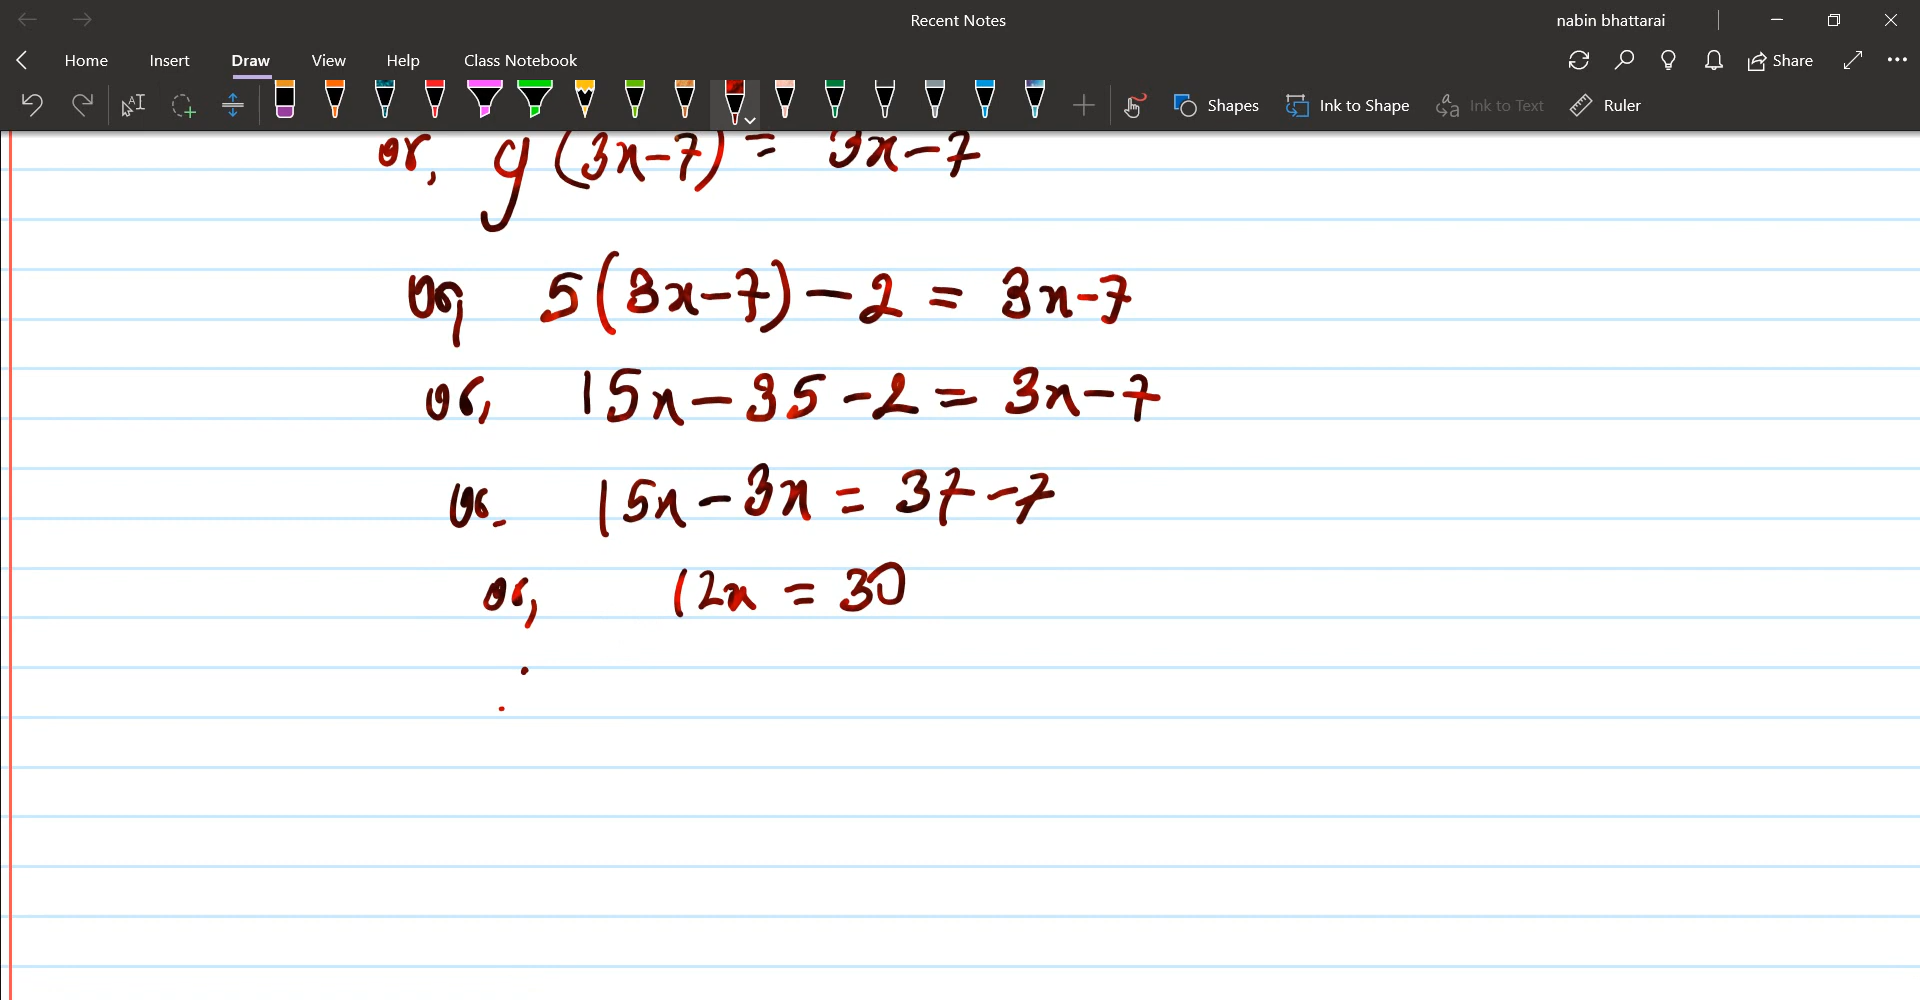 Recent Notes nabin bhattarai
Home Insert Draw View Help Class Notebook Share
Shapes Ink to Shape Ink to Text Ruler
or, g (3x-7) = 3x-7
or, 5(3x-7)-2 = 3x-7
or, 15x-35-2 = 3x-7
or. 15x-3x = 37-7
or, 12x = 30